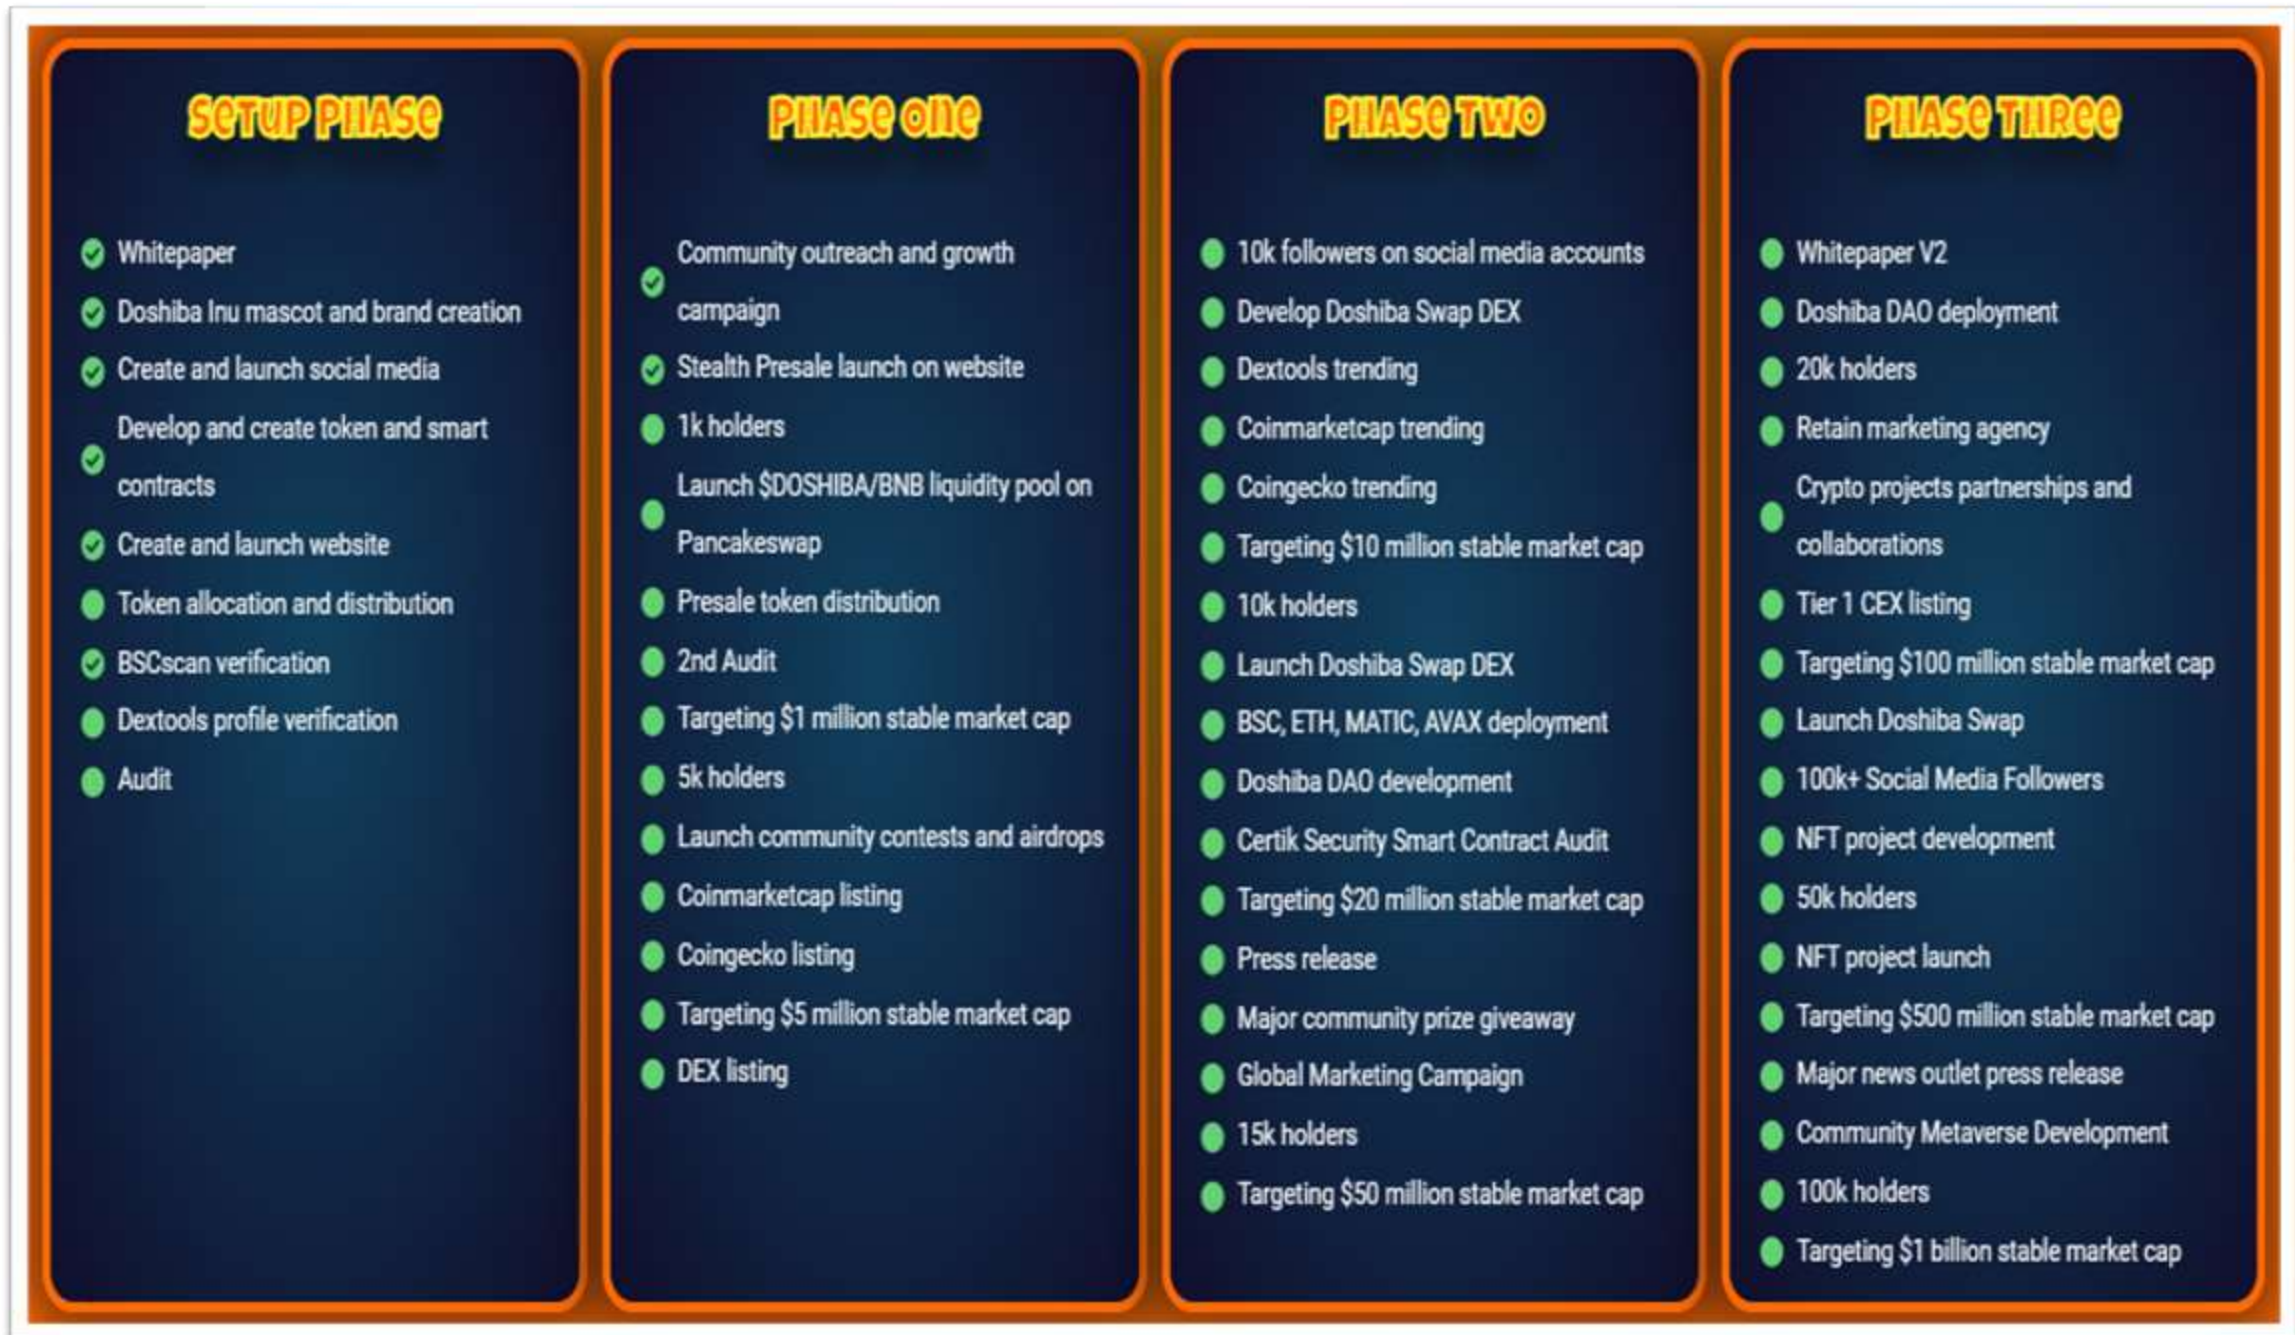 SETUP PHASE
Whitepaper
Doshiba Inu mascot and brand creation
Create and launch social media
Develop and create token and smart
contracts
Create and launch website
Token allocation and distribution
BSCscan verification
Dextools profile verification
Audit
PHASE ONE
Community outreach and growth
campaign
Stealth Presale launch on website
1k holders
Launch $DOSHIBA/BNB liquidity pool on
Pancakeswap
Presale token distribution
2nd Audit
Targeting $1 million stable market cap
5k holders
Launch community contests and airdrops
Coinmarketcap listing
Coingecko listing
Targeting $5 million stable market cap
DEX listing
PHASE TWO
10k followers on social media accounts
Develop Doshiba Swap DEX
Dextools trending
Coinmarketcap trending
Coingecko trending
Targeting $10 million stable market cap
10k holders
Launch Doshiba Swap DEX
BSC, ETH, MATIC, AVAX deployment
Doshiba DAO development
Certik Security Smart Contract Audit
Targeting $20 million stable market cap
Press release
Major community prize giveaway
Global Marketing Campaign
15k holders
Targeting $50 million stable market cap
PHASE THREE
Whitepaper V2
Doshiba DAO deployment
20k holders
Retain marketing agency
Crypto projects partnerships and
collaborations
Tier 1 CEX listing
Targeting $100 million stable market cap
Launch Doshiba Swap
100k+ Social Media Followers
NFT project development
50k holders
NFT project launch
Targeting $500 million stable market cap
Major news outlet press release
Community Metaverse Development
100k holders
Targeting $1 billion stable market cap